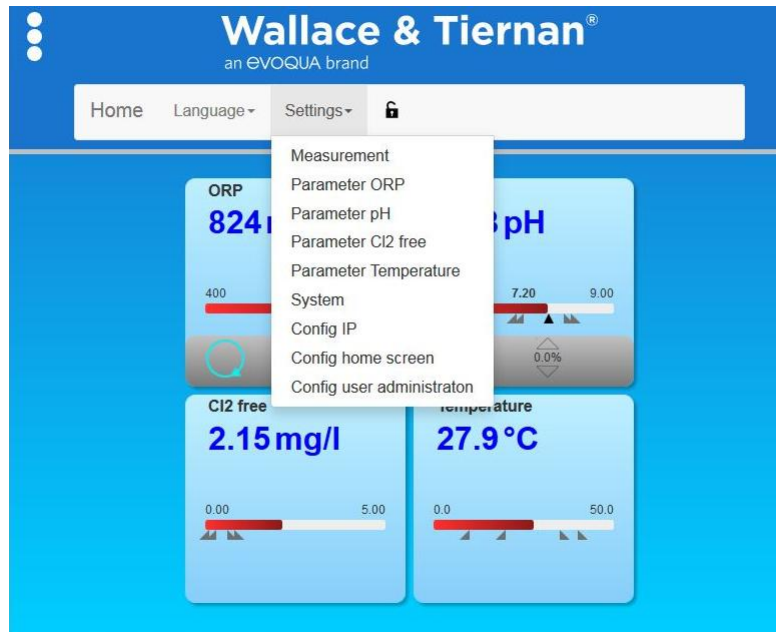 Wallace & Tiernan®
an evoqua brand
Home Language Settings
Measurement
Parameter ORP
Parameter pH
Parameter Cl2 free
Parameter Temperature
System
Config IP
Config home screen
Config user administraton
ORP
824
pH
400
7.20 9.00
0.0%
Cl2 free
2.15 mg/l
0.00 5.00
Temperature
27.9 °C
0.0 50.0